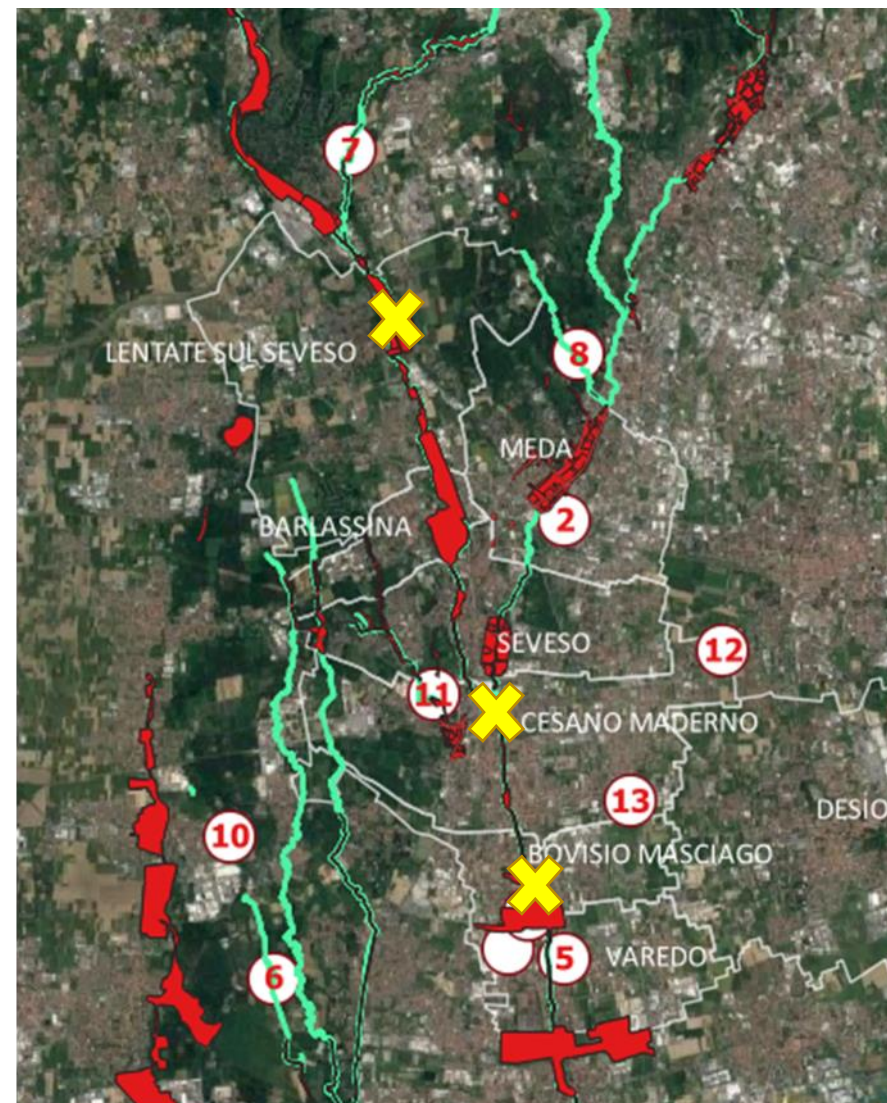 7
LENTATE SUL SEVESO
8
MEDA
2
BARLASSINA
SEVESO
12
11
CESANO MADERNO
13
DESIO
10
BOVISIO MASCIAGO
5
VAREDO
6